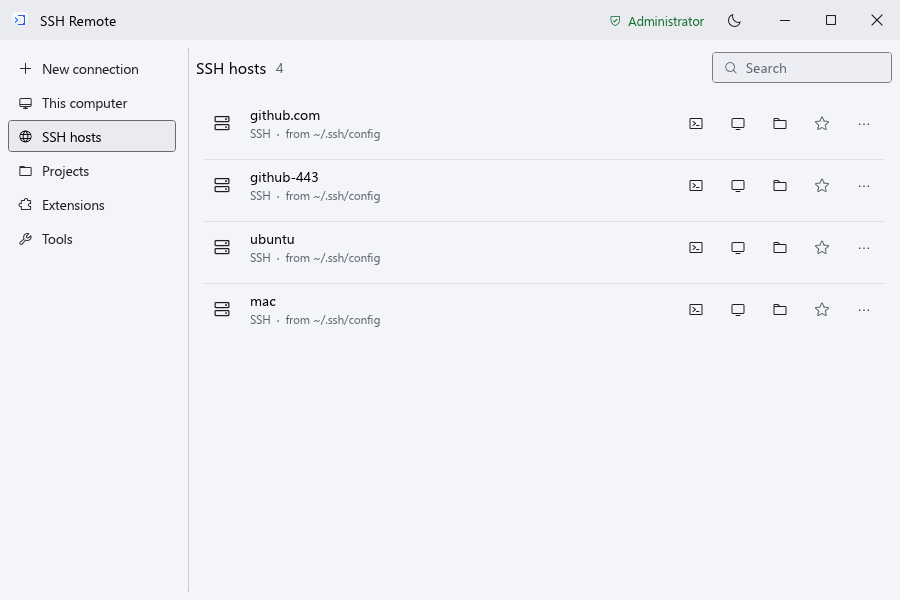 SSH Remote
Administrator
New connection
This computer
SSH hosts
Projects
Extensions
Tools
SSH hosts 4
Search
github.com
SSH · from ~/.ssh/config
github-443
SSH · from ~/.ssh/config
ubuntu
SSH · from ~/.ssh/config
mac
SSH · from ~/.ssh/config